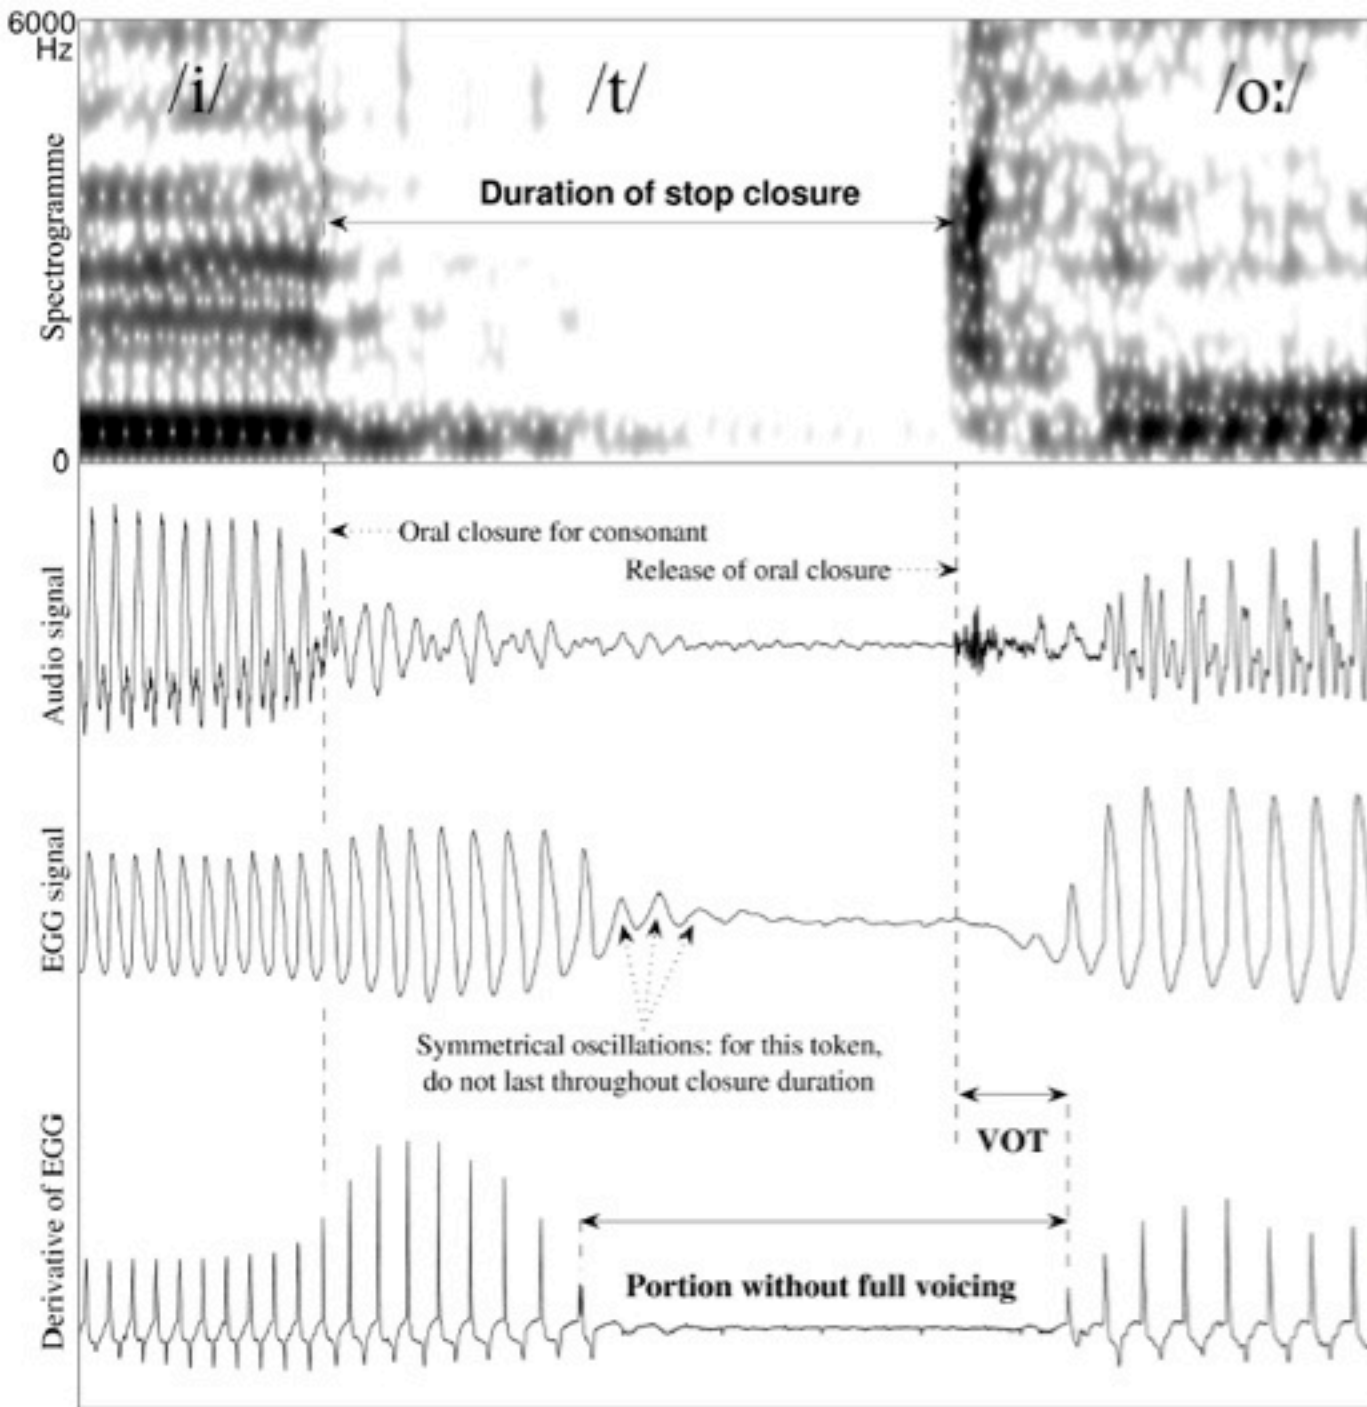 6000
Hz
/i/
/t/
/oː/
Spectrogramme
Duration of stop closure
0
Audio signal
Oral closure for consonant
Release of oral closure
EGG signal
Symmetrical oscillations: for this token,
do not last throughout closure duration
VOT
Derivative of EGG
Portion without full voicing